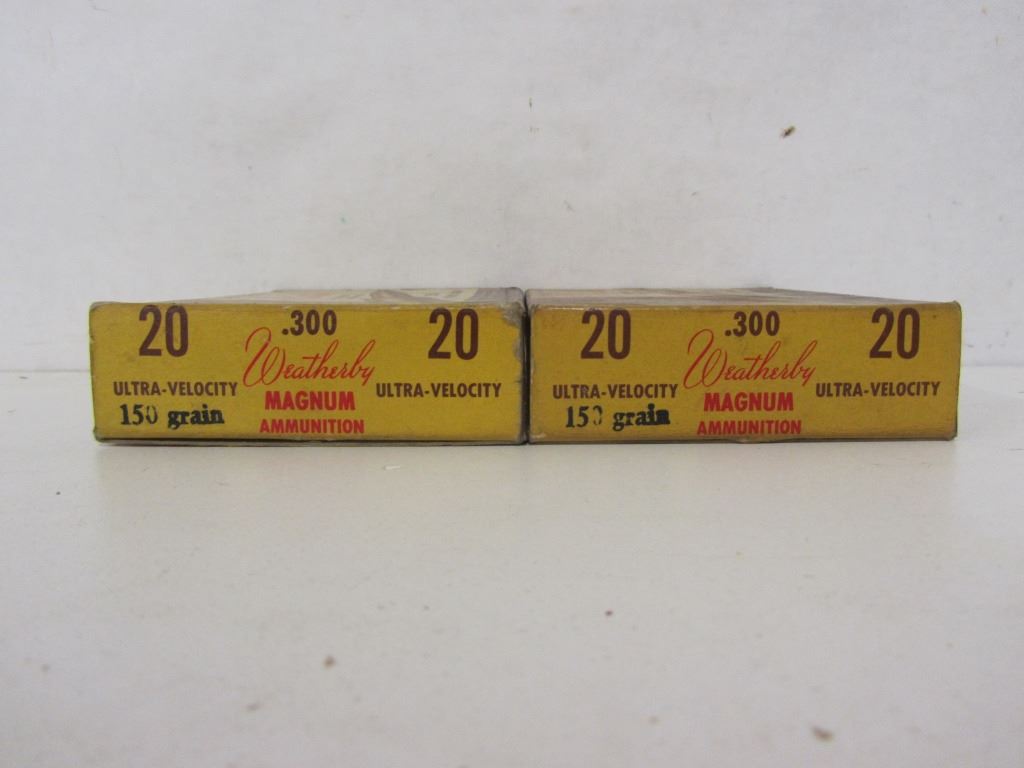 20 .300 20
Weatherby
ULTRA-VELOCITY MAGNUM ULTRA-VELOCITY
150 grain AMMUNITION
20 .300 20
Weatherby
ULTRA-VELOCITY MAGNUM ULTRA-VELOCITY
150 grain AMMUNITION